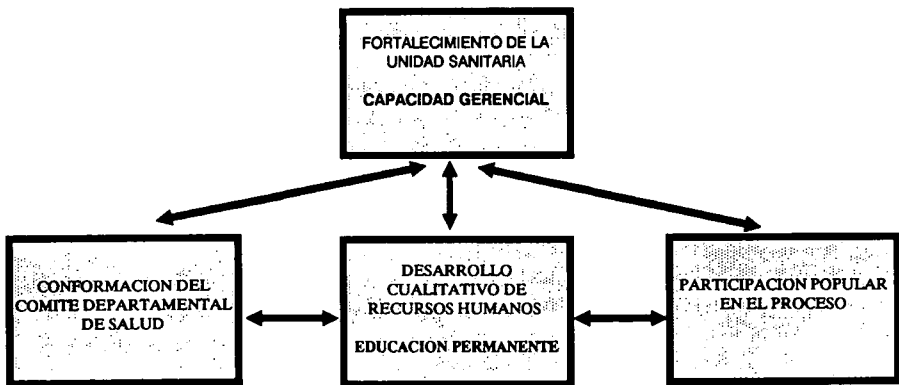 FORTALECIMIENTO DE LA
UNIDAD SANITARIA
CAPACIDAD GERENCIAL
CONFORMACION DEL
COMITE DEPARTAMENTAL
DE SALUD
DESARROLLO
CUALITATIVO DE
RECURSOS HUMANOS
EDUCACION PERMANENTE
PARTICIPACION POPULAR
EN EL PROCESO